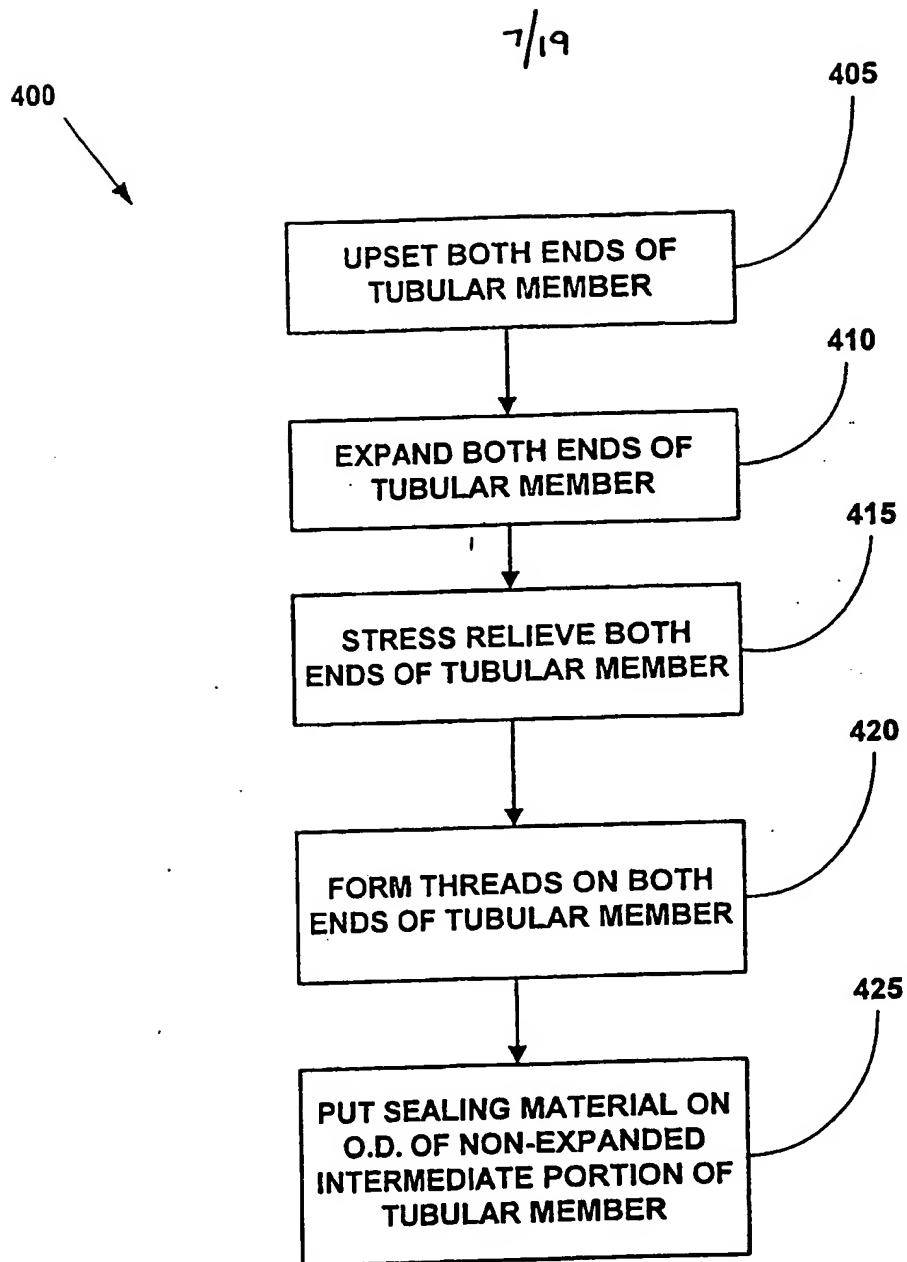 7/19
400
405
UPSET BOTH ENDS OF
TUBULAR MEMBER
410
EXPAND BOTH ENDS OF
TUBULAR MEMBER
415
STRESS RELIEVE BOTH
ENDS OF TUBULAR MEMBER
420
FORM THREADS ON BOTH
ENDS OF TUBULAR MEMBER
425
PUT SEALING MATERIAL ON
O.D. OF NON-EXPANDED
INTERMEDIATE PORTION OF
TUBULAR MEMBER